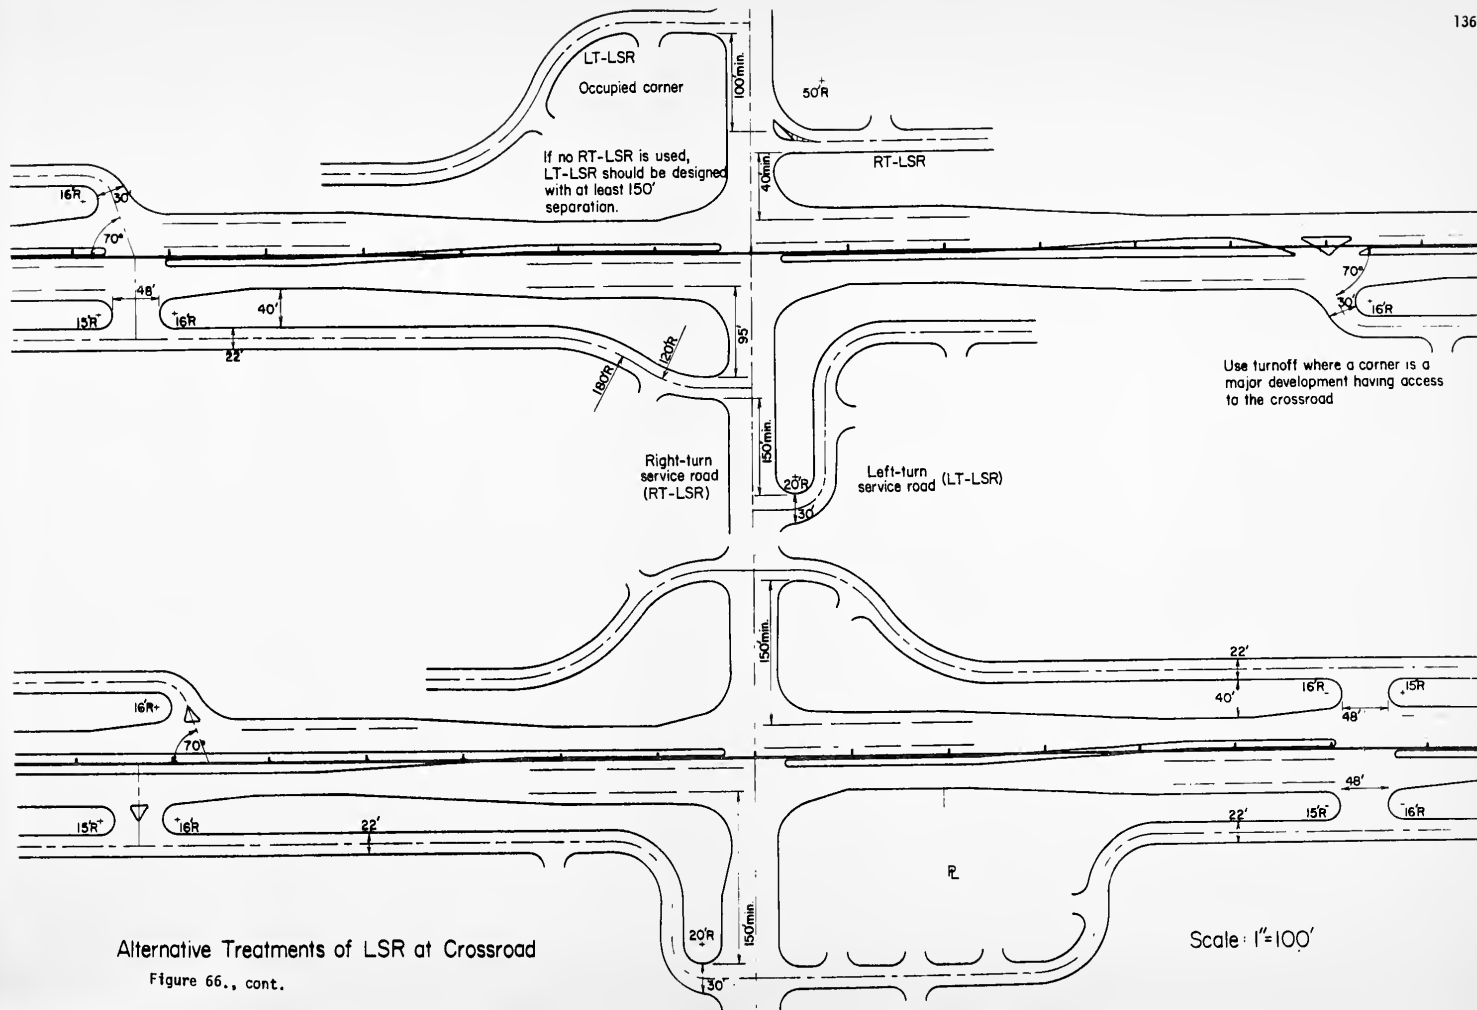 136
LT-LSR
Occupied corner
100'min.
50'R
If no RT-LSR is used,
LT-LSR should be designed
with at least 150'
separation.
40'min.
RT-LSR
16'R
30'
70°
48'
15'R
16'R
40'
22'
180'R
120'R
95'
70°
30'
16'R
Use turnoff where a corner is a
major development having access
to the crossroad
150'min.
Right-turn
service road
(RT-LSR)
Left-turn
service road (LT-LSR)
20'R
30'
150'min.
22'
16'R
15'R
40'
48'
16'R
70°
48'
15'R
16'R
22'
15'R
16'R
22'
PL
150'min.
20'R
30'
Alternative Treatments of LSR at Crossroad
Figure 66., cont.
Scale: 1"=100'